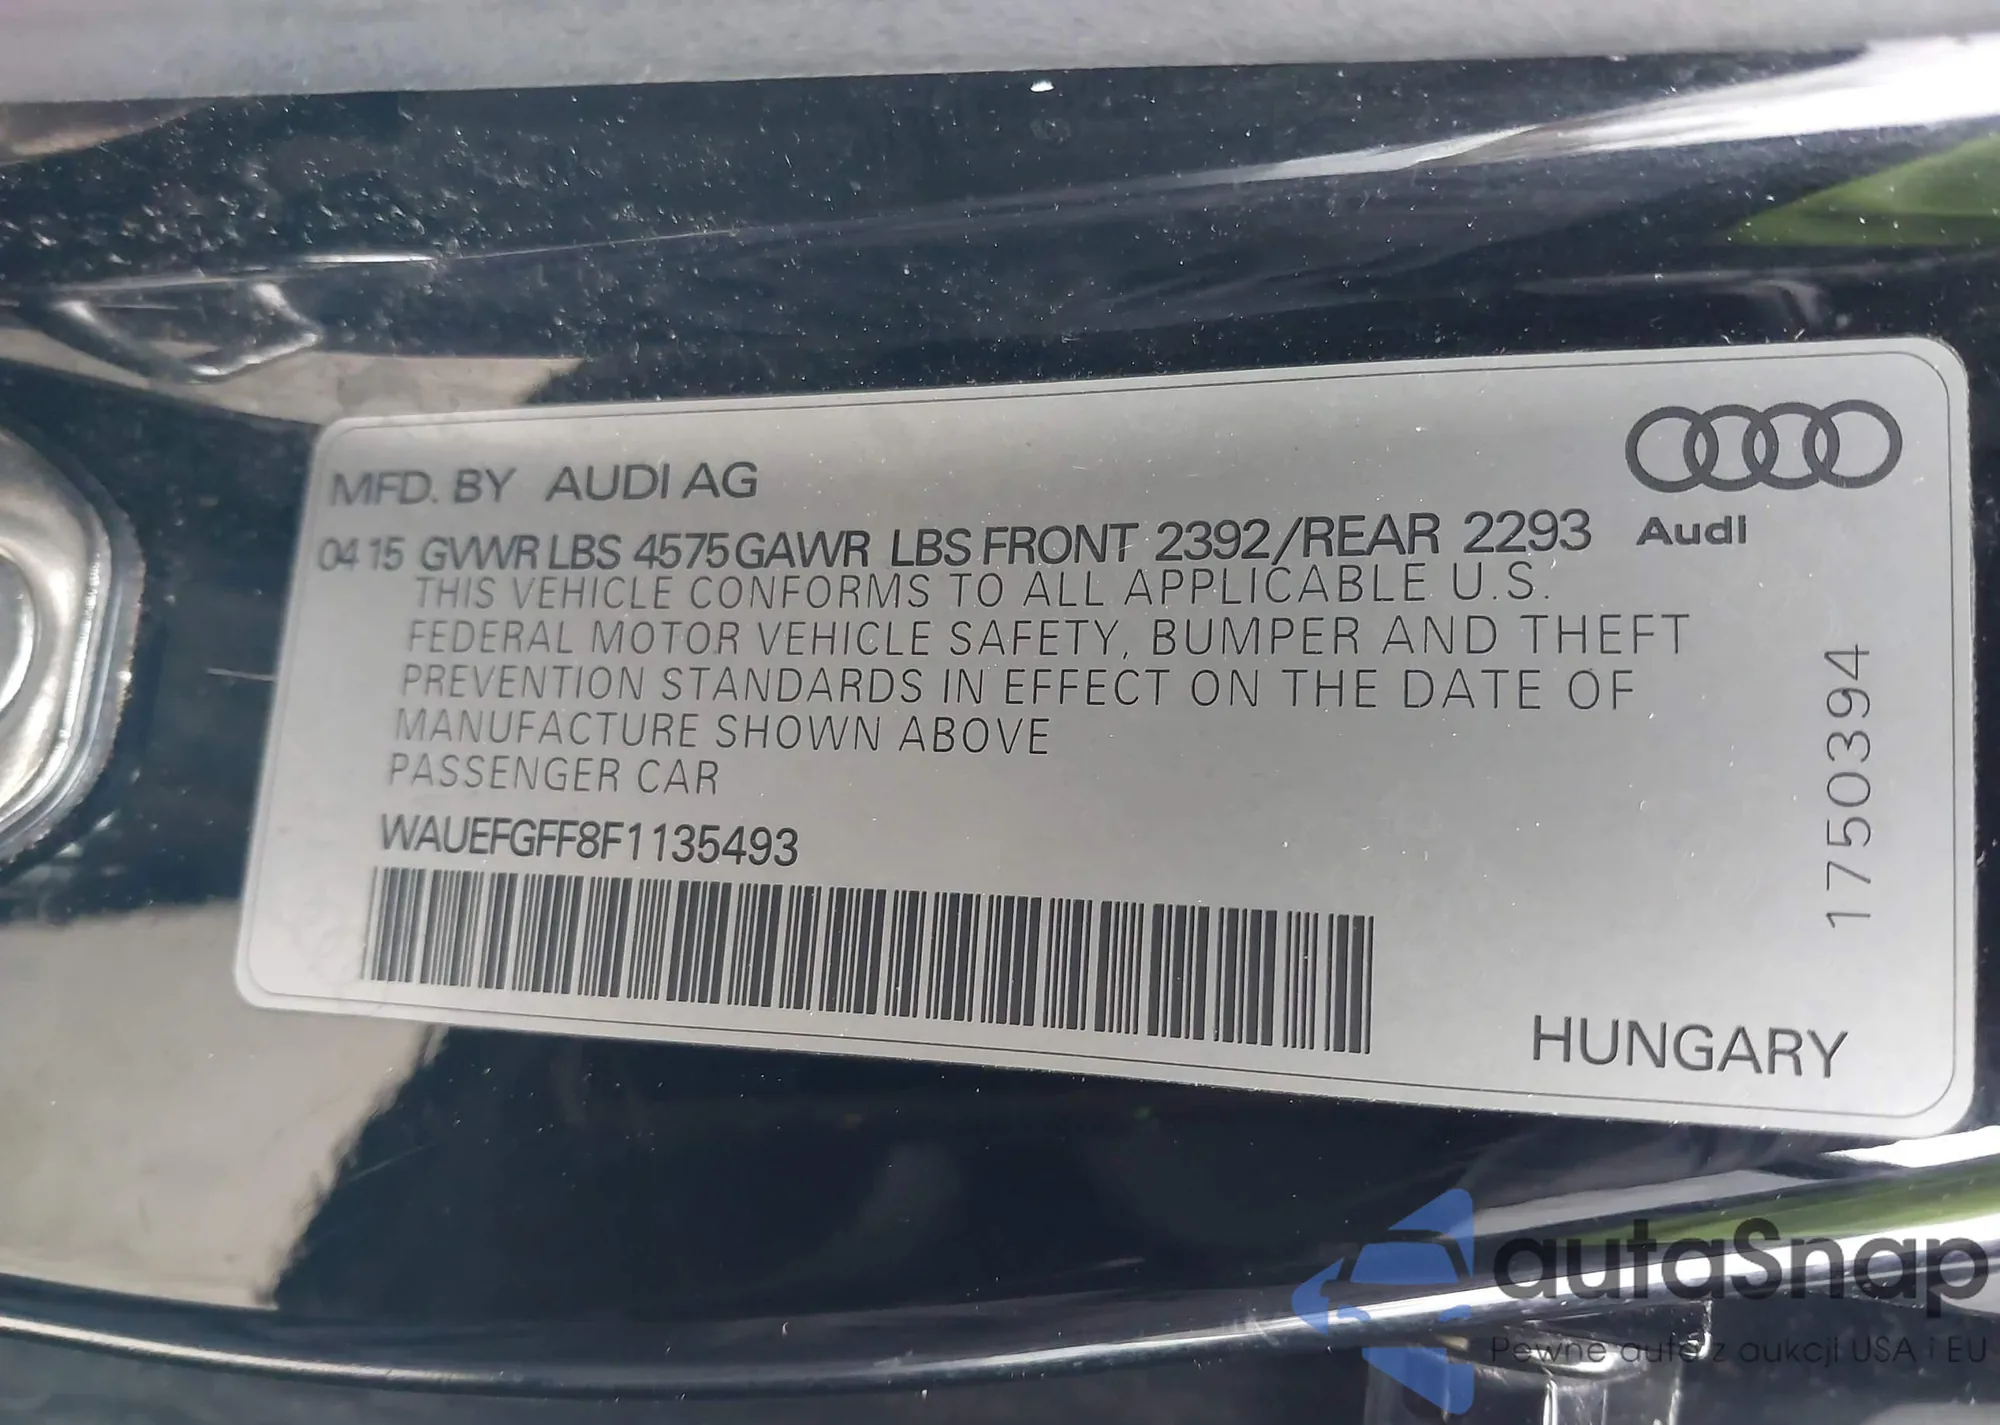 MFD. BY AUDI AG
04 15 GVWR LBS 4575 GAWR LBS FRONT 2392/REAR 2293
Audi
THIS VEHICLE CONFORMS TO ALL APPLICABLE U.S.
FEDERAL MOTOR VEHICLE SAFETY, BUMPER AND THEFT
PREVENTION STANDARDS IN EFFECT ON THE DATE OF
MANUFACTURE SHOWN ABOVE
PASSENGER CAR
WAUEFGFF8F1135493
1750394
HUNGARY
autaSnap
Pewne auta z aukcji USA i EU